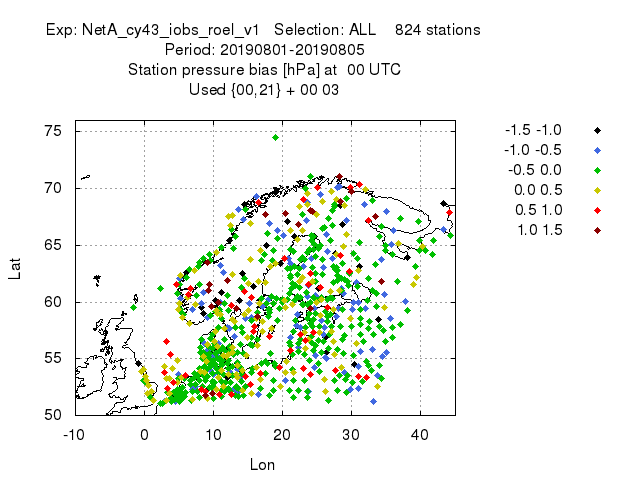 Exp: NetA_cy43_iobs_roel_v1 Selection: ALL 824 stations
Period: 20190801-20190805
Station pressure bias [hPa] at 00 UTC
Used {00,21} + 00 03
75
70
65
60
55
50
Lat
-10 0 10 20 30 40
Lon
-1.5 -1.0
-1.0 -0.5
-0.5 0.0
0.0 0.5
0.5 1.0
1.0 1.5